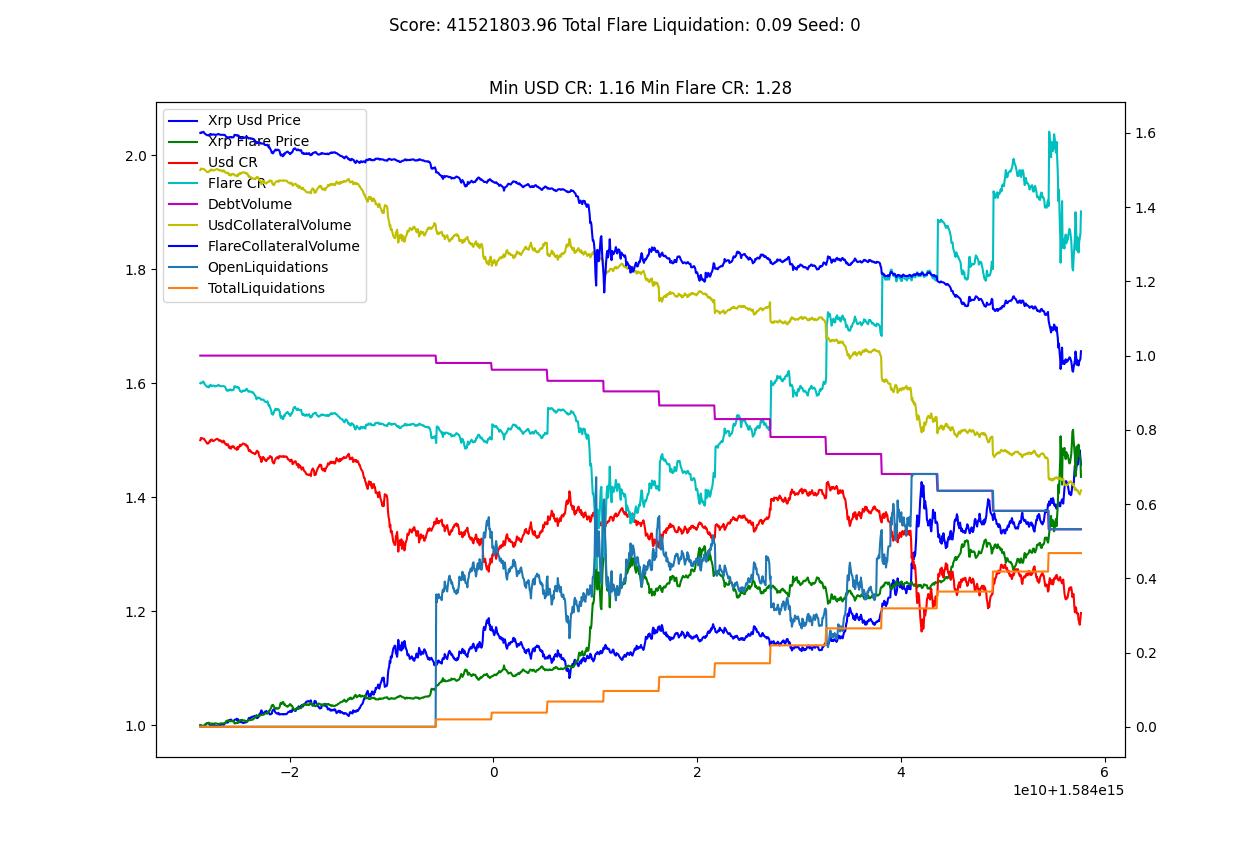 Score: 41521803.96 Total Flare Liquidation: 0.09 Seed: 0
Min USD CR: 1.16 Min Flare CR: 1.28
Xrp Usd Price
Xrp Flare Price
Usd CR
Flare CR
DebtVolume
UsdCollateralVolume
FlareCollateralVolume
OpenLiquidations
TotalLiquidations
2.0
1.8
1.6
1.4
1.2
1.0
1.6
1.4
1.2
1.0
0.8
0.6
0.4
0.2
0.0
−2 0 2 4 6
1e10+1.584e15